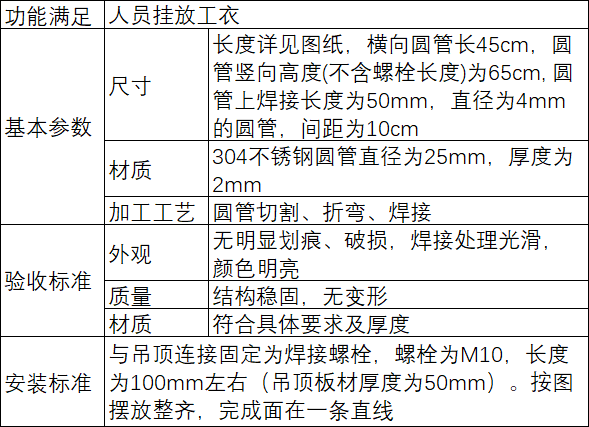 功能满足 人员挂放工衣
基本参数
尺寸
长度详见图纸，横向圆管长45cm，圆
管竖向高度(不含螺栓长度)为65cm, 圆
管上焊接长度为50mm，直径为4mm
的圆管，间距为10cm
材质
304不锈钢圆管直径为25mm，厚度为
2mm
加工工艺 圆管切割、折弯、焊接
验收标准
外观
无明显划痕、破损，焊接处理光滑，
颜色明亮
质量 结构稳固，无变形
材质 符合具体要求及厚度
安装标准
与吊顶连接固定为焊接螺栓，螺栓为M10，长度
为100mm左右（吊顶板材厚度为50mm）。按图
摆放整齐，完成面在一条直线